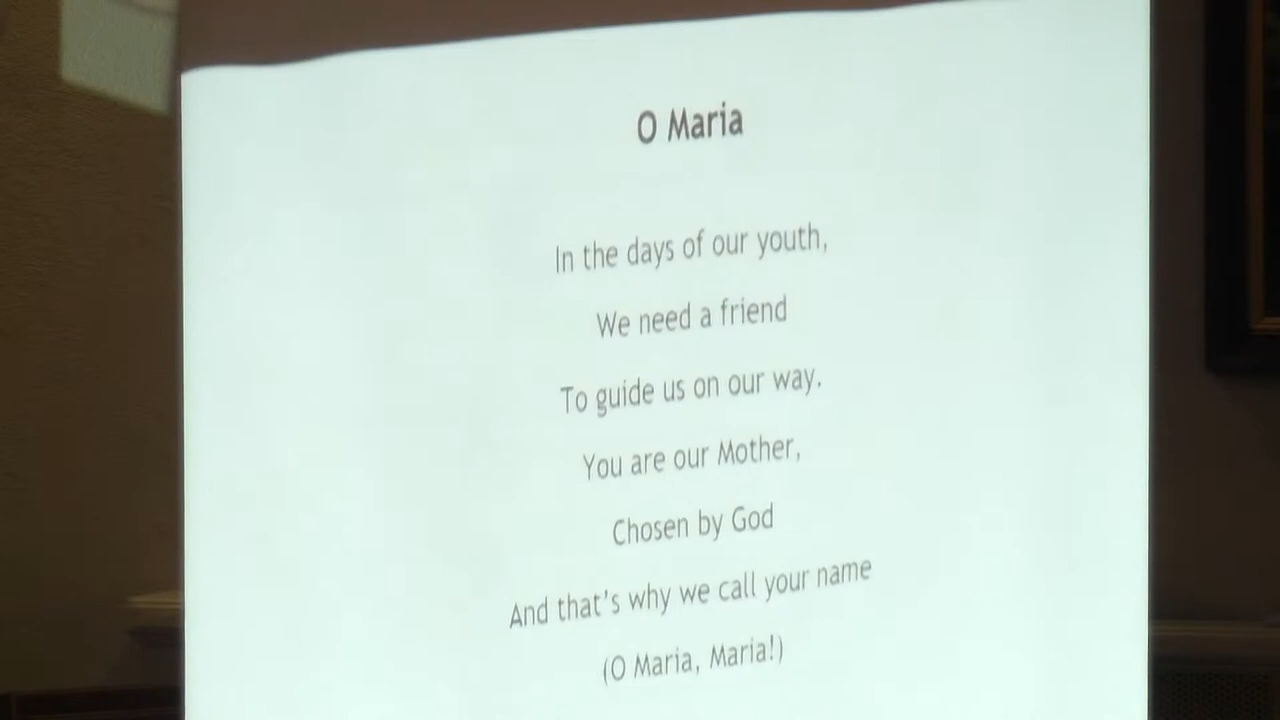 O Maria
In the days of our youth,
We need a friend
To guide us on our way.
You are our Mother,
Chosen by God
And that's why we call your name
(O Maria, Maria!)